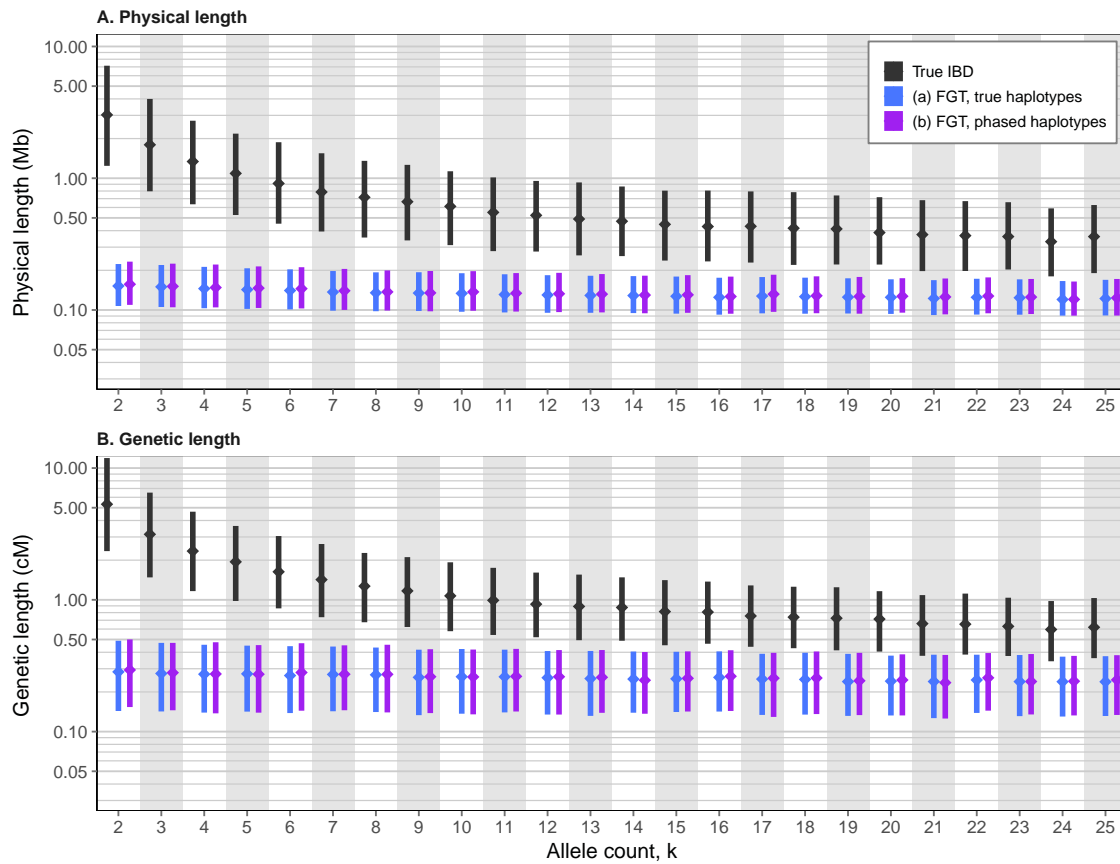 A. Physical length
10.00
5.00
1.00
0.50
0.10
0.05
Physical length (Mb)
True IBD
(a) FGT, true haplotypes
(b) FGT, phased haplotypes
2 3 4 5 6 7 8 9 10 11 12 13 14 15 16 17 18 19 20 21 22 23 24 25
B. Genetic length
10.00
5.00
1.00
0.50
0.10
0.05
Genetic length (cM)
2 3 4 5 6 7 8 9 10 11 12 13 14 15 16 17 18 19 20 21 22 23 24 25
Allele count, k